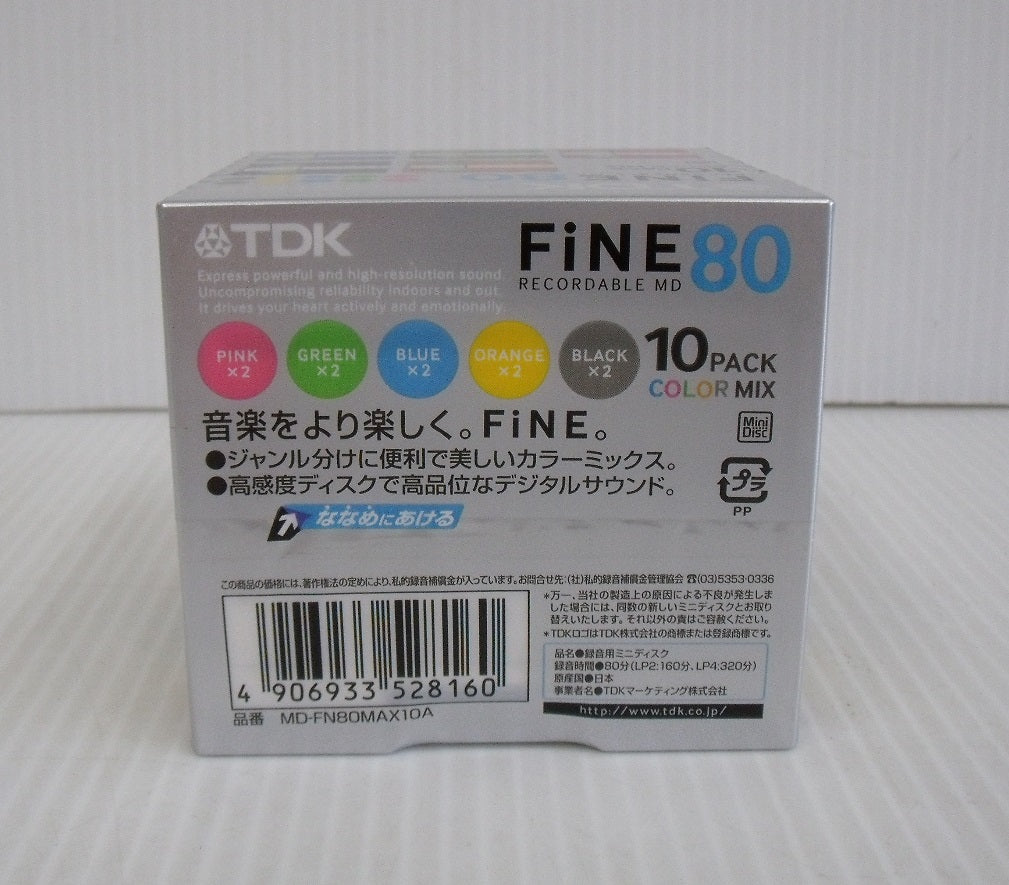 TDK
FiNE 80
RECORDABLE MD
Express powerful and high-resolution sound.
Uncompromising reliability indoors and out.
It drives your heart actively and emotionally.
PINK
×2
GREEN
×2
BLUE
×2
ORANGE
×2
BLACK
×2
10PACK
COLOR MIX
音楽をより楽しく。FiNE。
Mini
Disc
●ジャンル分けに便利で美しいカラーミックス。
●高感度ディスクで高品位なデジタルサウンド。
プラ
PP
ななめにあける
この商品の価格には、著作権法の定めにより、私的録音補償金が入っています。お問合せ先:(社)私的録音補償金管理協会 ☎(03)5353-0336
*万一、当社の製造上の原因による不良が発生しま
した場合には、同数の新しいミニディスクとお取り
替えいたします。それ以外の責はご容赦ください。
*TDKロゴはTDK株式会社の商標または登録商標です。
4 906933 528160
品番 MD-FN80MAX10A
品名●録音用ミニディスク
録音時間●80分(LP2:160分、LP4:320分)
原産国●日本
事業者名●TDKマーケティング株式会社
http://www.tdk.co.jp/